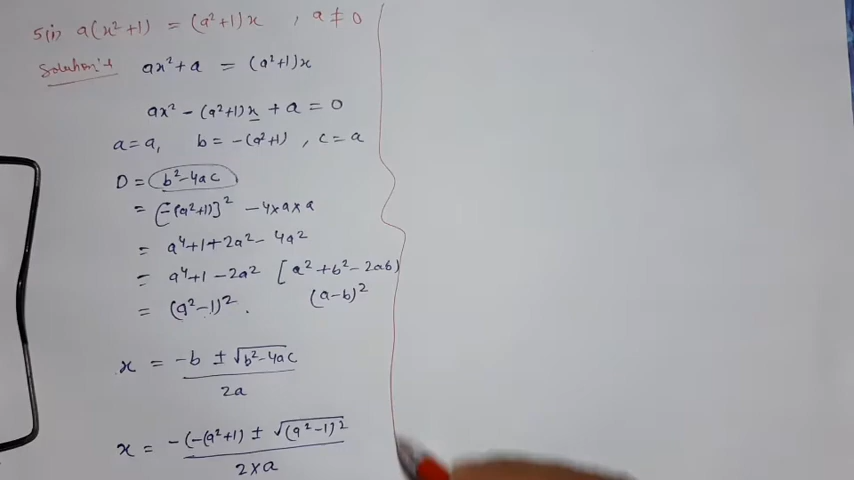 5(i) a(x²+1) = (a²+1)x , a ≠ 0
Solution:→ ax²+a = (a²+1)x
ax² - (a²+1)x + a = 0
a = a, b = -(a²+1) , c = a
D = b²-4ac
= [-(a²+1)]² - 4×a×a
= a⁴+1+2a² - 4a²
= a⁴+1-2a² [a²+b²-2ab)
= (a²-1)². (a-b)²
x = -b ± √b²-4ac
2a
x = -(-(a²+1) ± √(a²-1)²
2×a